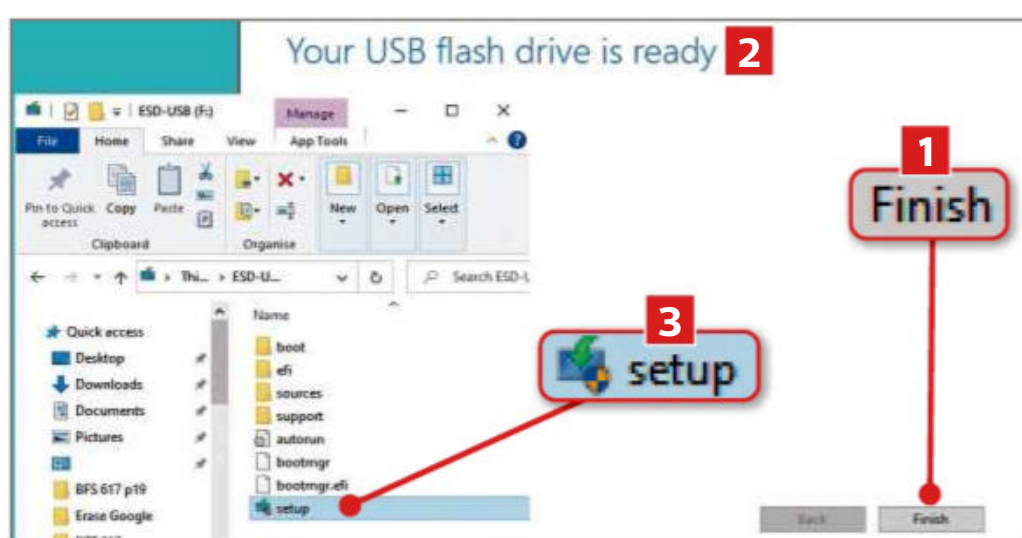 Your USB flash drive is ready 2
ESD-USB (F:)
Manage
File Home Share View App Tools
1
Finish
Pin to Quick access
Copy
Paste
New
Open
Select
Clipboard
Organise
Thi... > ESD-U...
Search ESD-U
Name
Quick access
Desktop
Downloads
Documents
Pictures
BFS 617 p19
Erase Google
boot
efi
sources
support
autorun
bootmgr
bootmgr.efi
setup
3
setup
Back
Finish